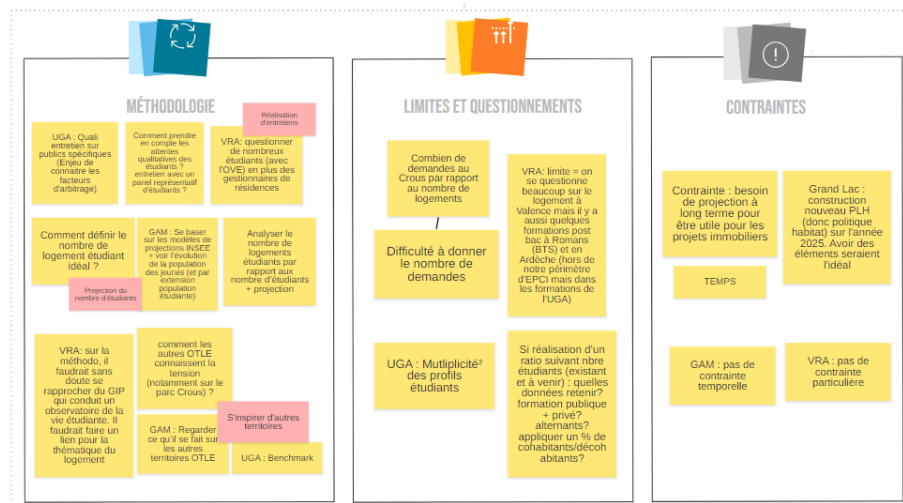 MÉTHODOLOGIE
Réalisation
d'entretiens
UGA : Quali
entretien sur
publics spécifiques
(Enjeu de
connaitre les
facteurs
d'arbitrage)
Comment prendre
en compte les
attentes
qualitatives des
étudiants ?
entretien avec un
panel représentatif
d'étudiants ?
VRA: questionner
de nombreux
étudiants (avec
l'OVE) en plus des
gestionnaires de
résidences
Comment définir le
nombre de
logement étudiant
idéal ?
Projection du
nombre d'étudiants
GAM : Se baser
sur les modèles de
projections INSEE
+ voir l'évolution de
la population des
jeunes (et par
extension
population
étudiante)
Analyser le
nombre de
logements
étudiants par
rapport aux
nombre d'étudiants
+ projection
VRA: sur la
méthodo, il
faudrait sans
doute se
rapprocher du GIP
qui conduit un
observatoire de la
vie étudiante. Il
faudrait faire un
lien pour la
thématique du
logement
comment les
autres OTLE
connaissent la
tension
(notamment sur le
parc Crous) ?
S'inspirer d'autres
territoires
GAM : Regarder
ce qu'il se fait sur
les autres
territoires OTLE
UGA : Benchmark
LIMITES ET QUESTIONNEMENTS
Combien de
demandes au
Crous par rapport
au nombre de
logements
Difficulté à donner
le nombre de
demandes
VRA: limite = on
se questionne
beaucoup sur le
logement à
Valence mais il y a
aussi quelques
formations post
bac à Romans
(BTS) et en
Ardèche (hors de
notre périmètre
d'EPCI mais dans
les formations de
l'UGA)
UGA : Mutliplicité²
des profils
étudiants
Si réalisation d'un
ratio suivant nbre
étudiants (existant
et à venir) : quelles
données retenir?
formation publique
+ privé?
alternants?
appliquer un % de
cohabitants/décoh
abitants?
CONTRAINTES
Contrainte : besoin
de projection à
long terme pour
être utile pour les
projets immobiliers
Grand Lac :
construction
nouveau PLH
(donc politique
habitat) sur l'année
2025. Avoir des
éléments seraient
l'idéal
TEMPS
GAM : pas de
contrainte
temporelle
VRA : pas de
contrainte
particulière